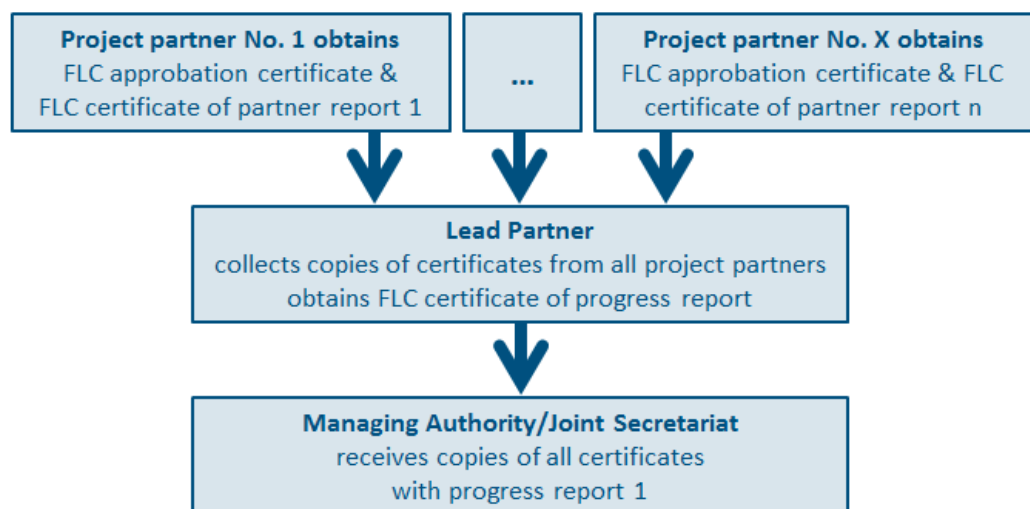 Project partner No. 1 obtains
FLC approbation certificate &
FLC certificate of partner report 1
...
Project partner No. X obtains
FLC approbation certificate & FLC
certificate of partner report n
Lead Partner
collects copies of certificates from all project partners
obtains FLC certificate of progress report
Managing Authority/Joint Secretariat
receives copies of all certificates
with progress report 1